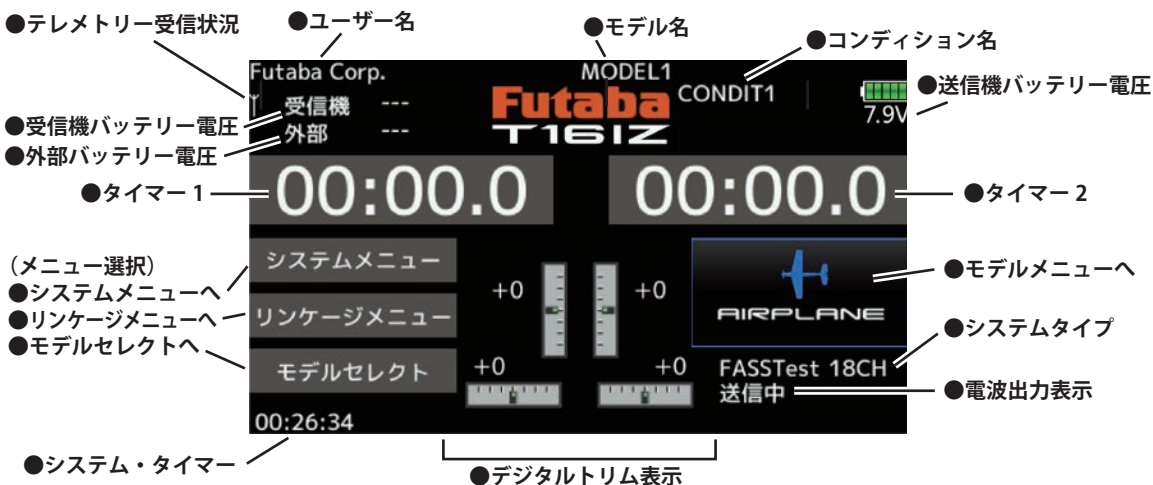 ●テレメトリー受信状況
●ユーザー名
●モデル名
●コンディション名
Futaba Corp.
MODEL1
CONDIT1
●送信機バッテリー電圧
7.9V
受信機 ---
外部 ---
Futaba
T16IZ
●受信機バッテリー電圧
●外部バッテリー電圧
●タイマー 1
00:00.0
00:00.0
●タイマー 2
(メニュー選択)
●システムメニューへ
●リンケージメニューへ
●モデルセレクトへ
システムメニュー
リンケージメニュー
モデルセレクト
+0
+0
+0
+0
AIRPLANE
●モデルメニューへ
FASSTest 18CH
●システムタイプ
送信中
●電波出力表示
00:26:34
●システム・タイマー
●デジタルトリム表示